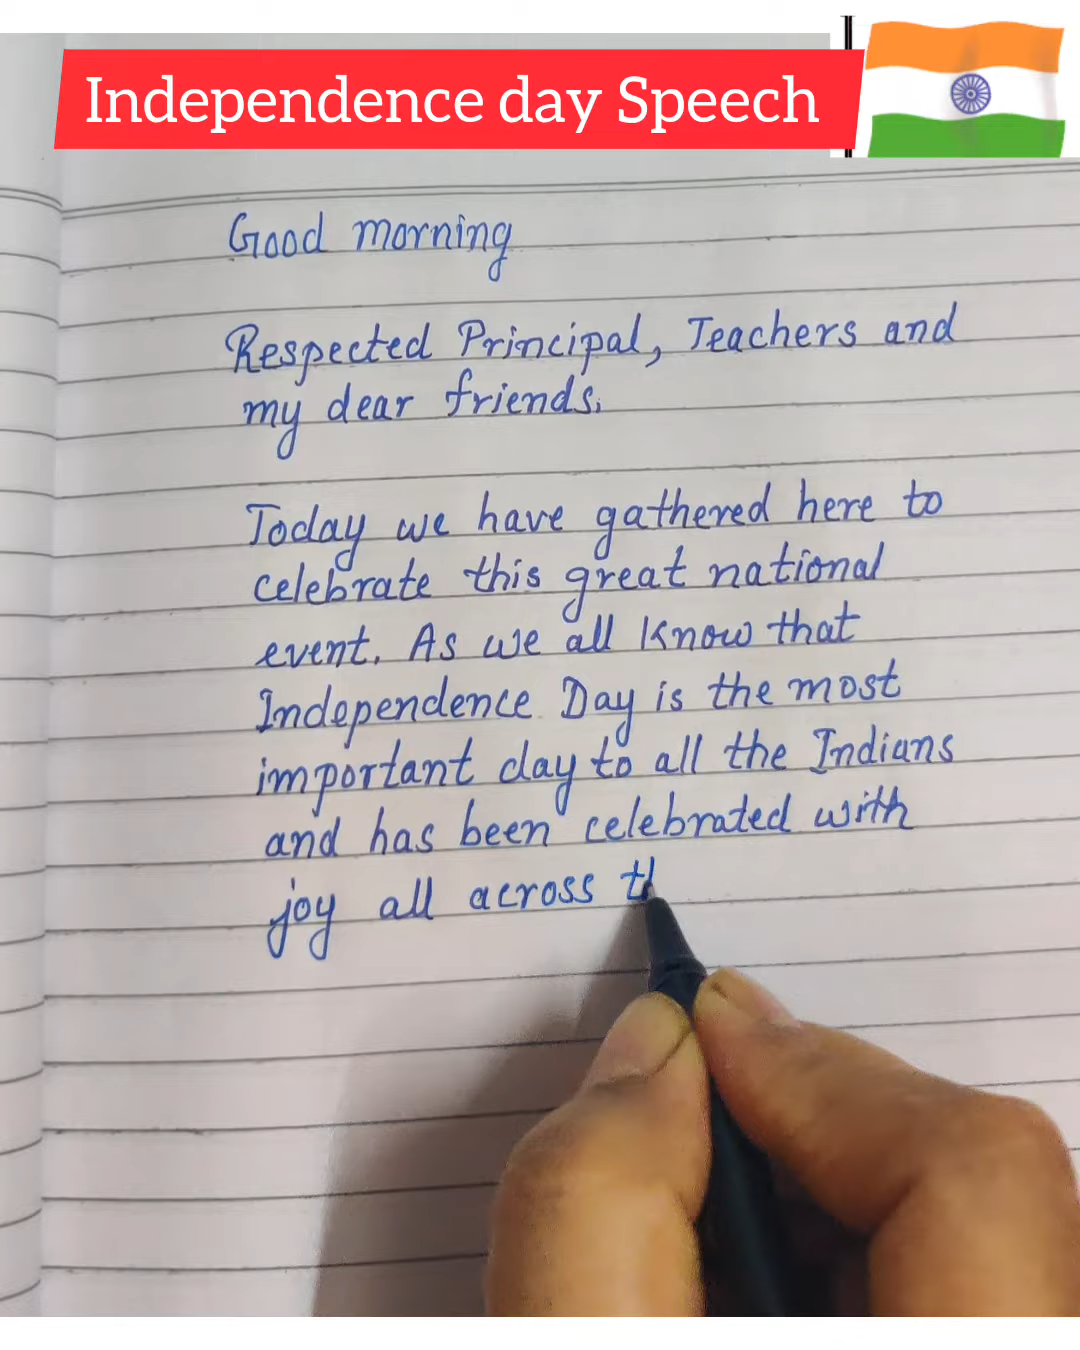 Independence day Speech
Good morning
Respected Principal, Teachers and
my dear friends.
Today we have gathered here to
celebrate this great national
event. As we all know that
Independence Day is the most
important day to all the Indians
and has been celebrated with
joy all across th